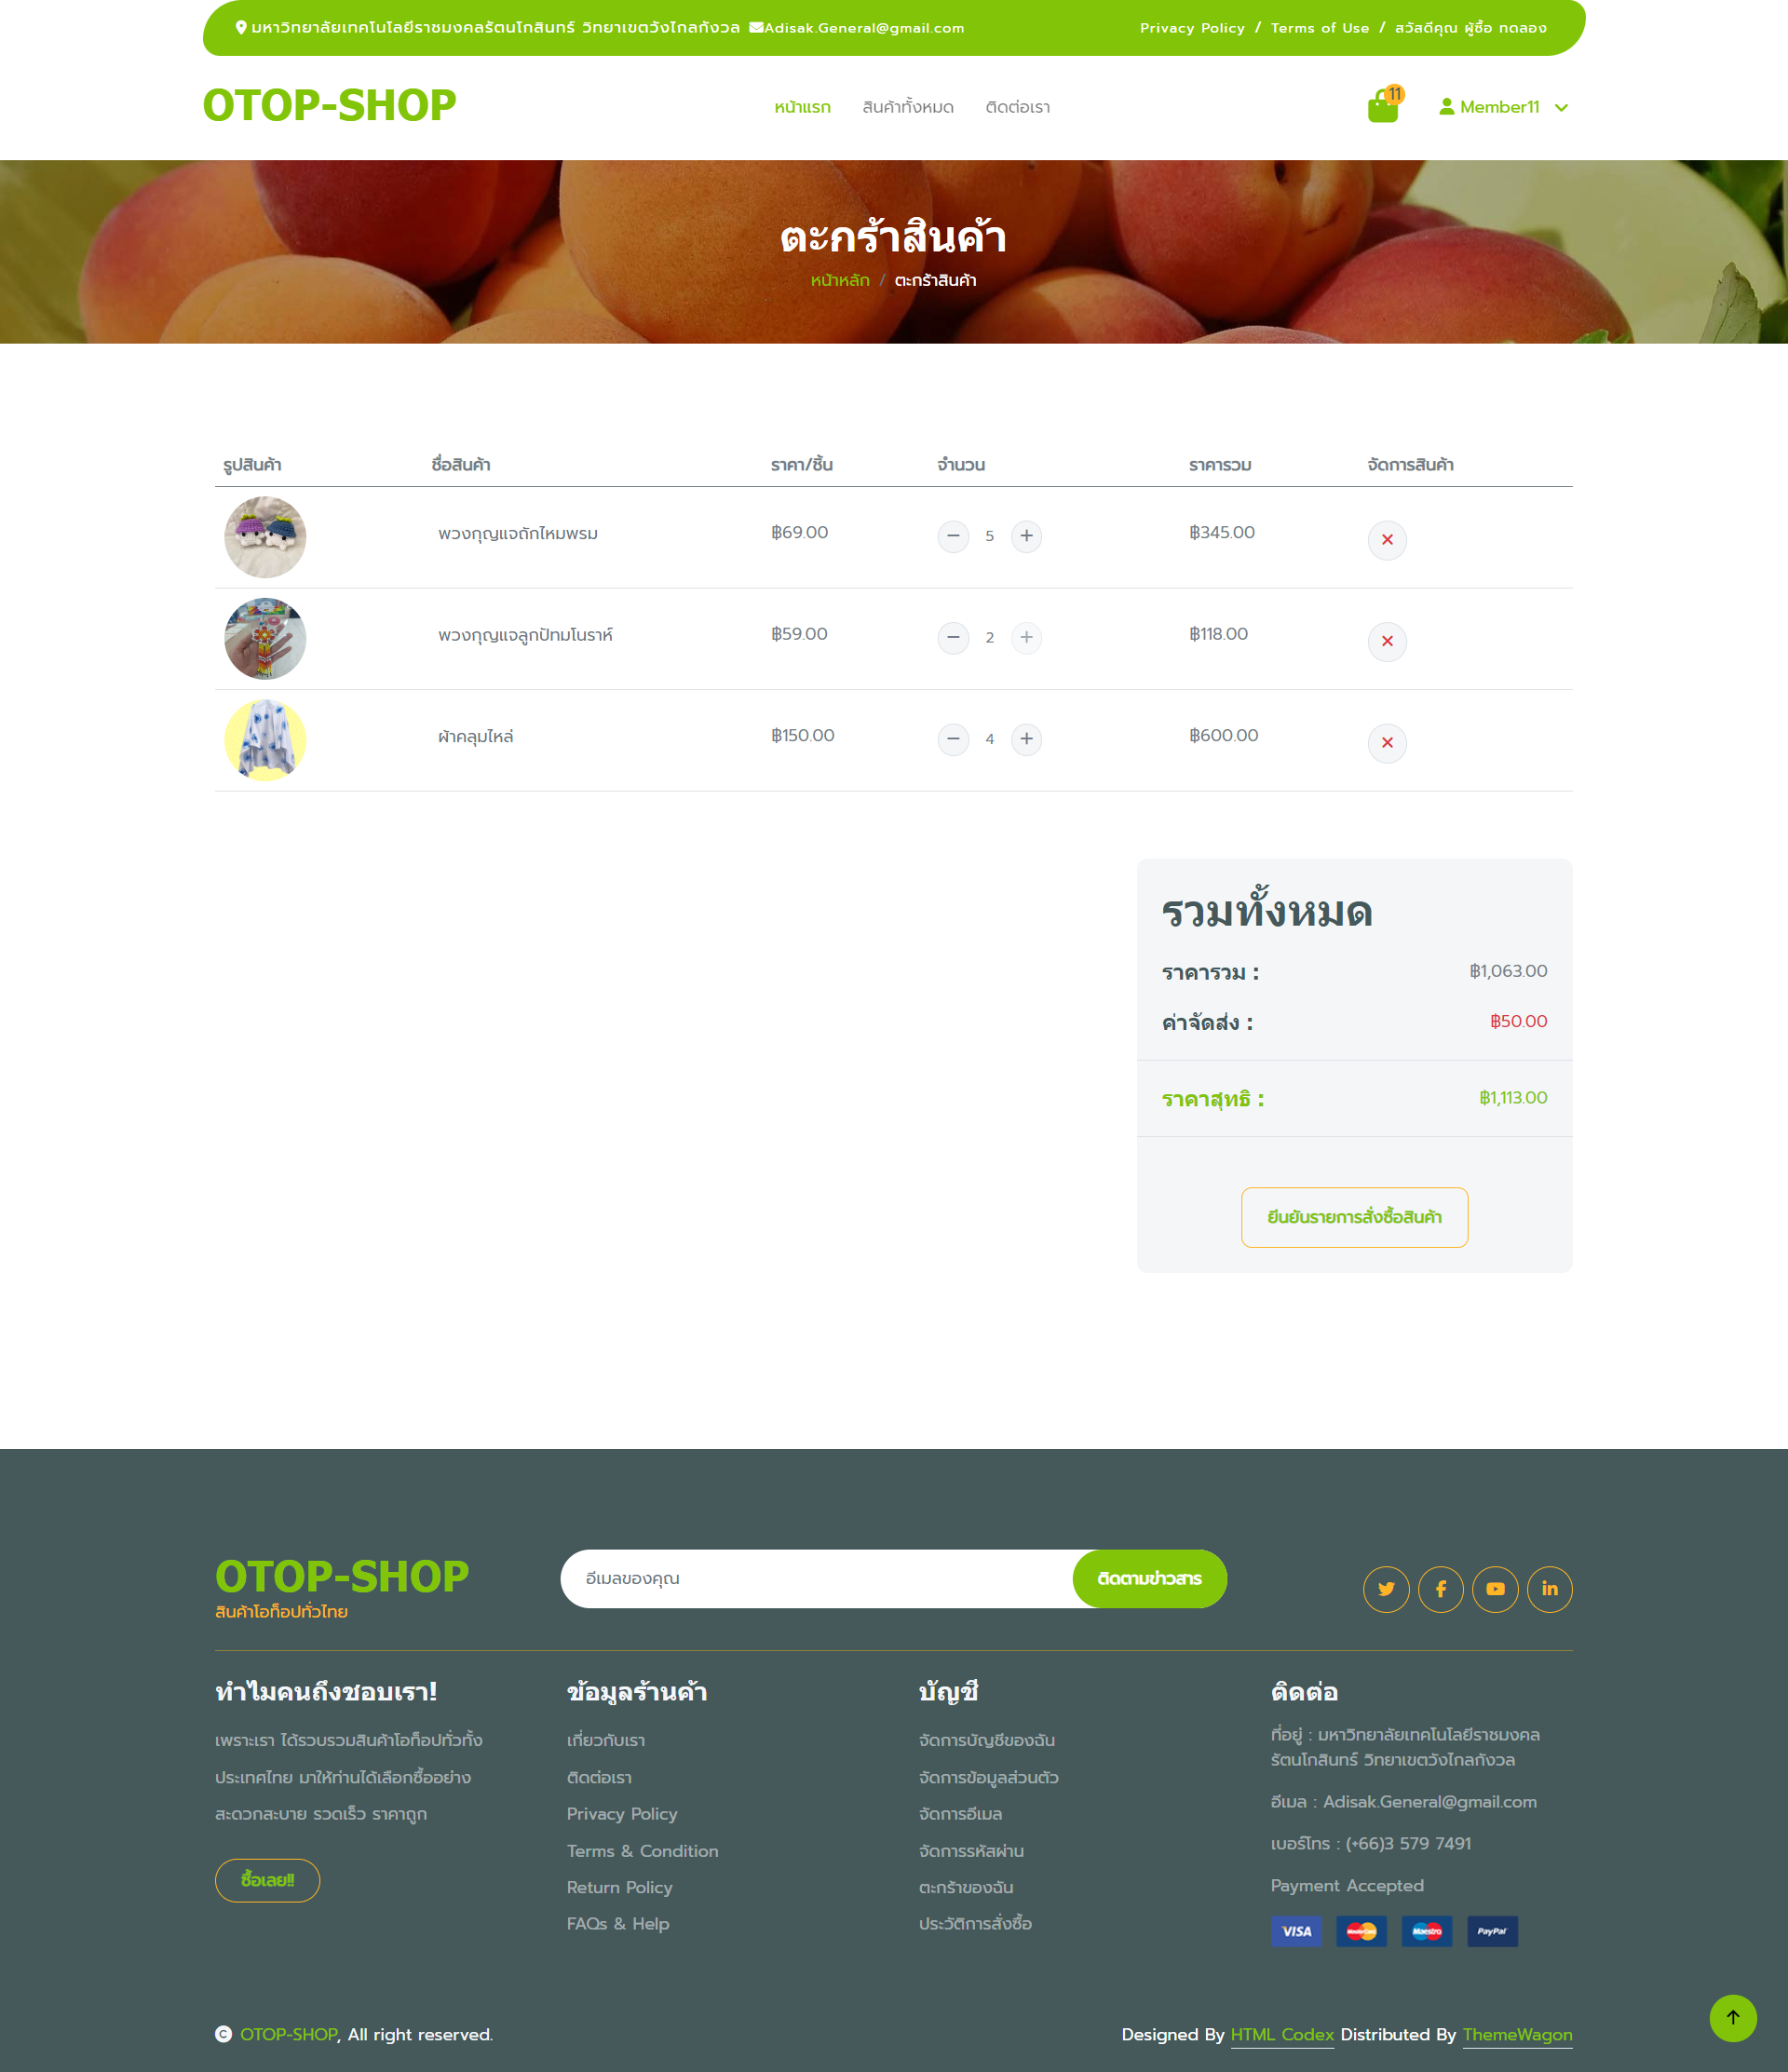 มหาวิทยาลัยเทคโนโลยีราชมงคลรัตนโกสินทร์ วิทยาเขตวังไกลกังวล Adisak.General@gmail.com Privacy Policy / Terms of Use / สวัสดีคุณ ผู้ซื้อ ทดลอง
OTOP-SHOP หน้าแรก สินค้าทั้งหมด ติดต่อเรา 11 Member11
ตะกร้าสินค้า
หน้าหลัก / ตะกร้าสินค้า
รูปสินค้า ชื่อสินค้า ราคา/ชิ้น จำนวน ราคารวม จัดการสินค้า
พวงกุญแจถักไหมพรม ฿69.00 5 ฿345.00
พวงกุญแจลูกปัทมโนราห์ ฿59.00 2 ฿118.00
ผ้าคลุมไหล่ ฿150.00 4 ฿600.00
รวมทั้งหมด
ราคารวม : ฿1,063.00
ค่าจัดส่ง : ฿50.00
ราคาสุทธิ : ฿1,113.00
ยืนยันรายการสั่งซื้อสินค้า
OTOP-SHOP
สินค้าโอท็อปทั่วไทย
อีเมลของคุณ ติดตามข่าวสาร
ทำไมคนถึงชอบเรา!
เพราะเรา ได้รวบรวมสินค้าโอท็อปทั่วทั้ง
ประเทศไทย มาให้ท่านได้เลือกซื้ออย่าง
สะดวกสะบาย รวดเร็ว ราคาถูก
ซื้อเลย!!
ข้อมูลร้านค้า
เกี่ยวกับเรา
ติดต่อเรา
Privacy Policy
Terms & Condition
Return Policy
FAQs & Help
บัญชี
จัดการบัญชีของฉัน
จัดการข้อมูลส่วนตัว
จัดการอีเมล
จัดการรหัสผ่าน
ตะกร้าของฉัน
ประวัติการสั่งซื้อ
ติดต่อ
ที่อยู่ : มหาวิทยาลัยเทคโนโลยีราชมงคล
รัตนโกสินทร์ วิทยาเขตวังไกลกังวล
อีเมล : Adisak.General@gmail.com
เบอร์โทร : (+66)3 579 7491
Payment Accepted
VISA MasterCard Maestro PayPal
© OTOP-SHOP, All right reserved. Designed By HTML Codex Distributed By ThemeWagon